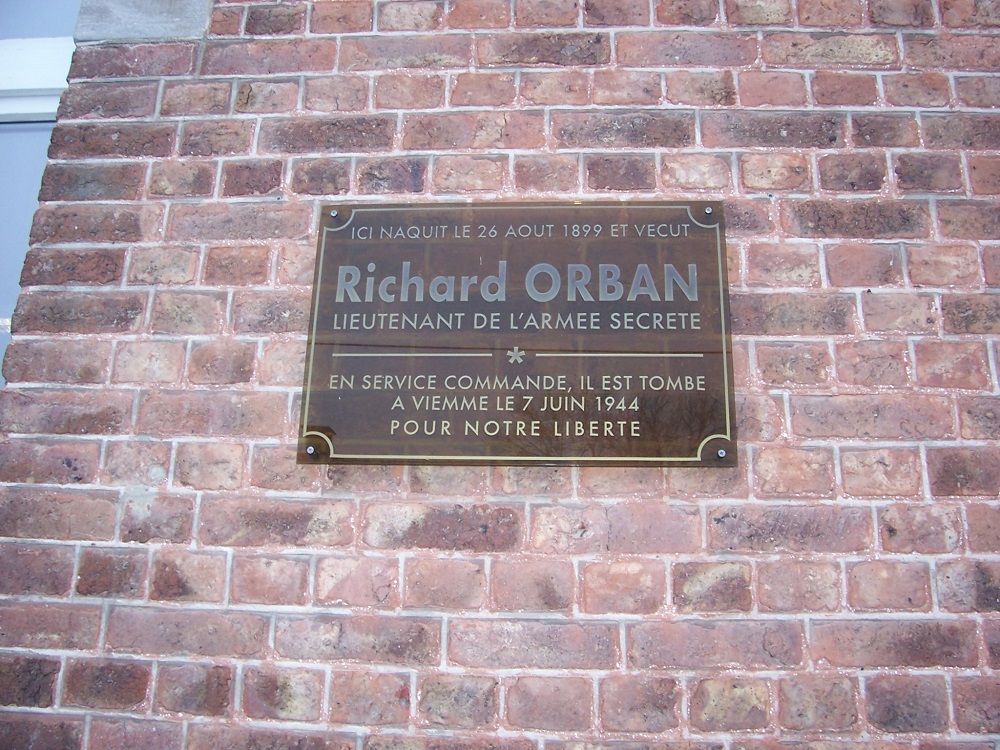 ICI NAQUIT LE 26 AOUT 1899 ET VECUT
Richard ORBAN
LIEUTENANT DE L'ARMEE SECRETE
*
EN SERVICE COMMANDE, IL EST TOMBE
A VIEMME LE 7 JUIN 1944
POUR NOTRE LIBERTE